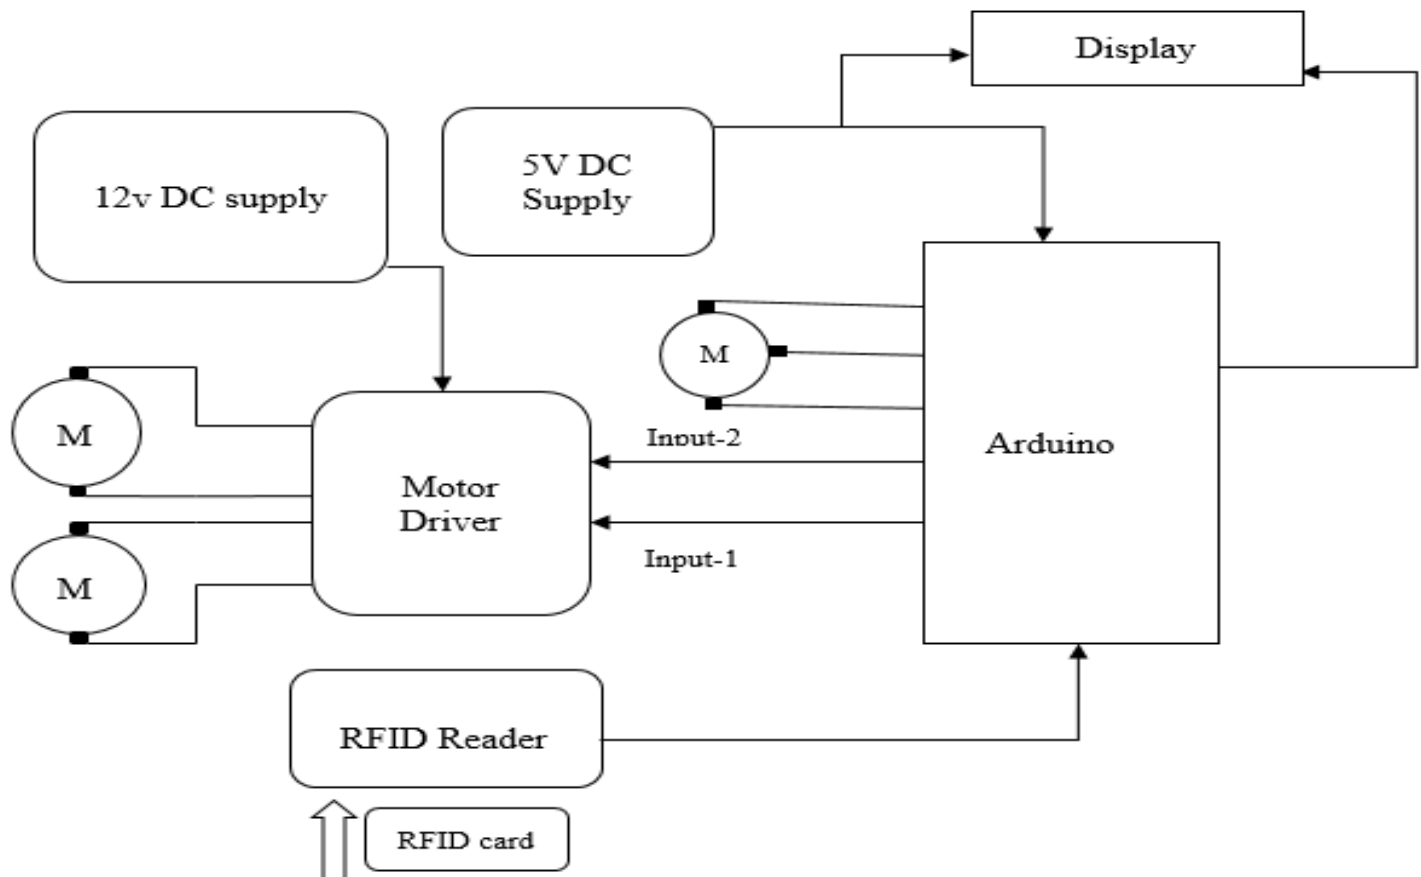 Display
12v DC supply
5V DC
Supply
M
M
Input-2
Arduino
Motor
Driver
Input-1
M
RFID Reader
RFID card